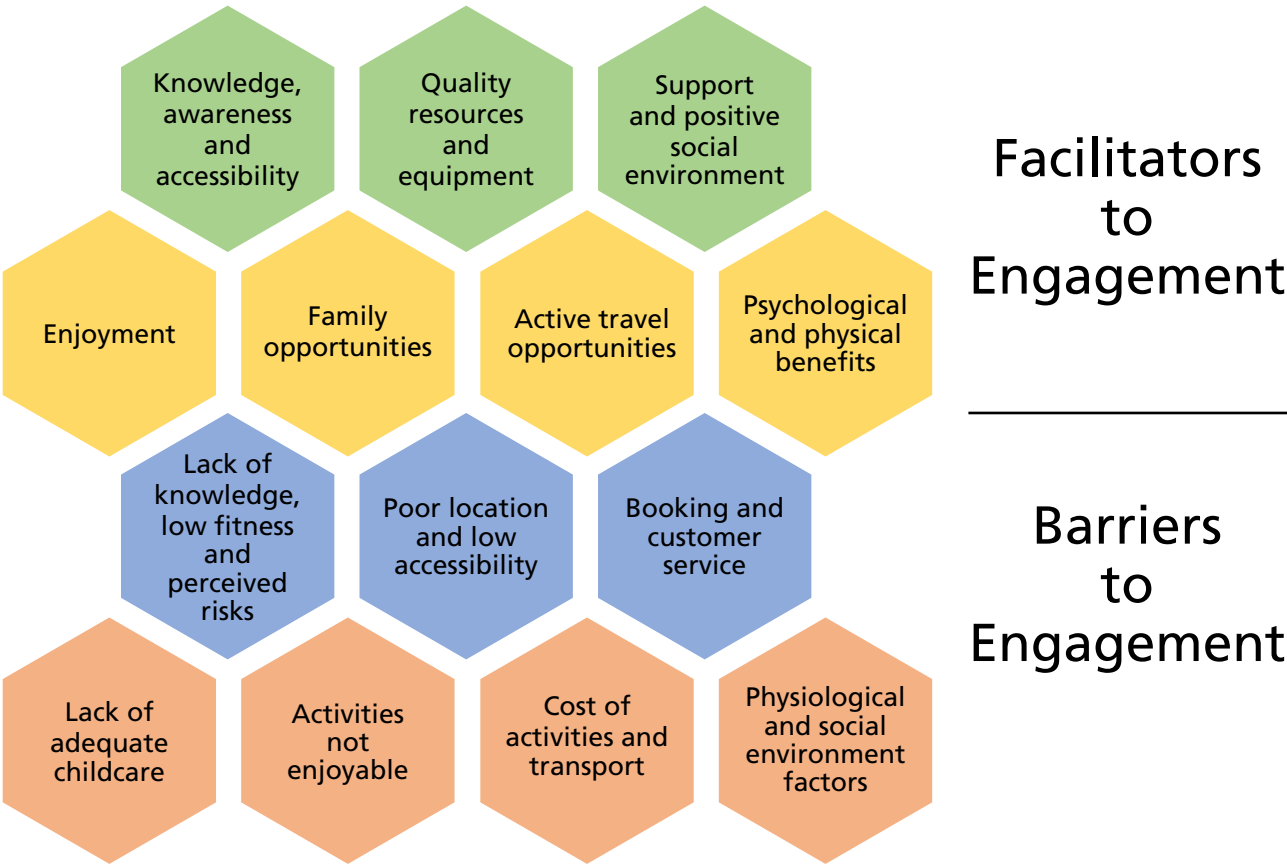 Knowledge,
awareness
and
accessibility
Quality
resources
and
equipment
Support
and positive
social
environment
Facilitators
to
Engagement
Enjoyment
Family
opportunities
Active travel
opportunities
Psychological
and physical
benefits
Lack of
knowledge,
low fitness
and
perceived
risks
Poor location
and low
accessibility
Booking and
customer
service
Barriers
to
Engagement
Lack of
adequate
childcare
Activities
not
enjoyable
Cost of
activities and
transport
Physiological
and social
environment
factors